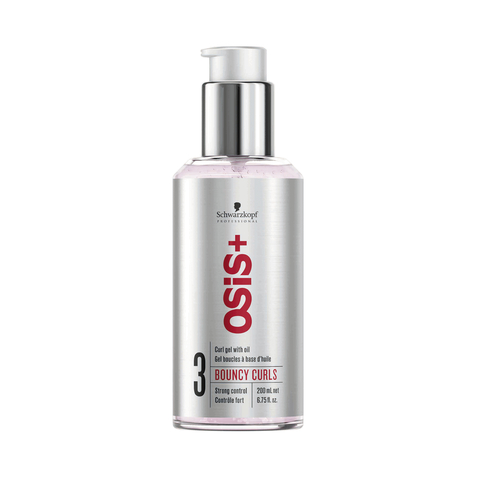 Schwarzkopf
PROFESSIONAL
OSiS+
Curl gel with oil
Gel boucles à base d'huile
3 BOUNCY CURLS
Strong control 200 mL net
Contrôle fort 6.75 fl. oz.